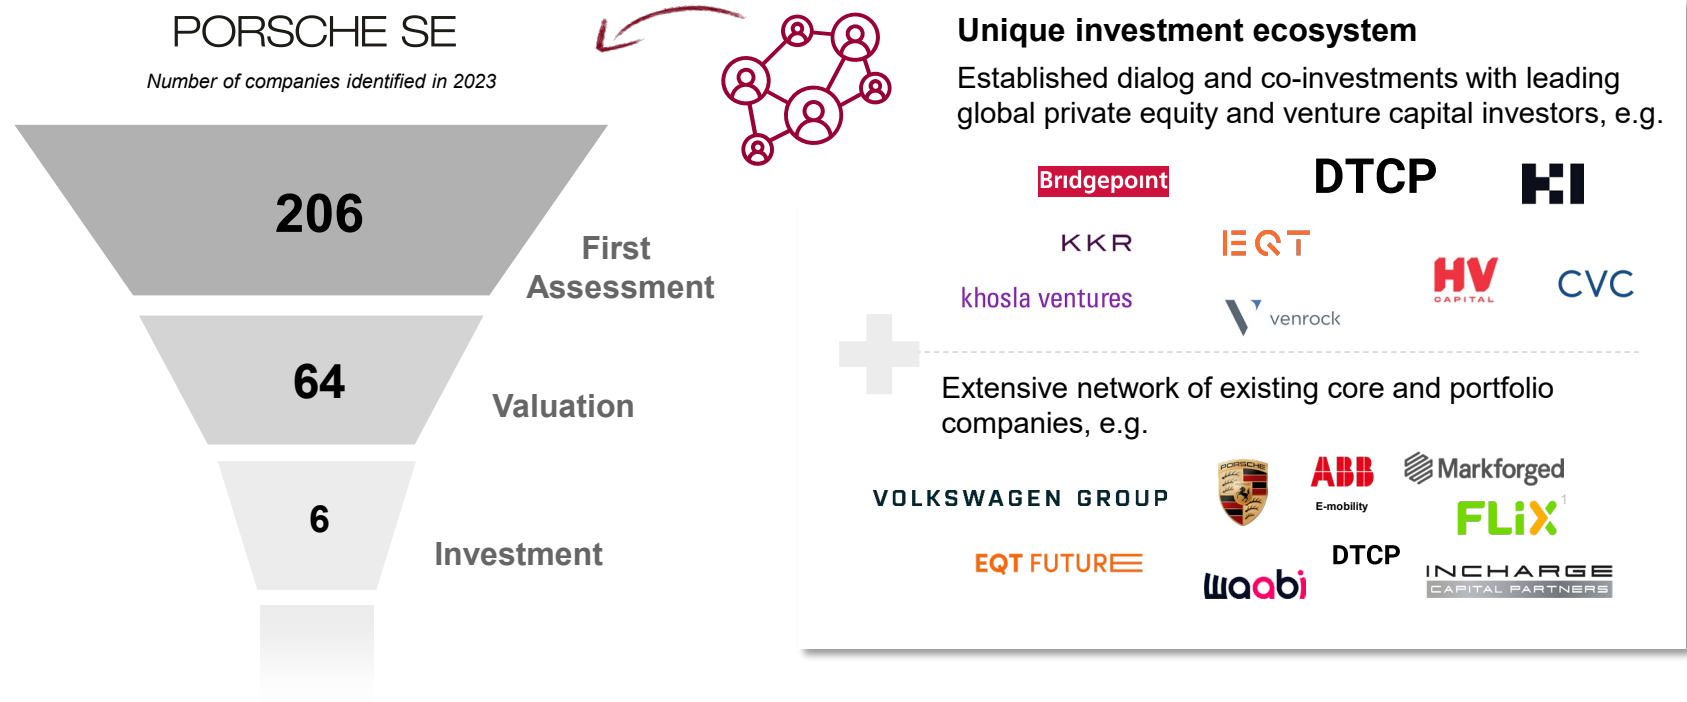 PORSCHE SE
Number of companies identified in 2023
206
First
Assessment
64
Valuation
6
Investment
Unique investment ecosystem
Established dialog and co-investments with leading
global private equity and venture capital investors, e.g.
Bridgepoint
DTCP
KKR
EQT
HV
CAPITAL
CVC
khosla ventures
venrock
Extensive network of existing core and portfolio
companies, e.g.
VOLKSWAGEN GROUP
PORSCHE
ABB
E-mobility
Markforged
FLiX 1
EQT FUTURE
waabi
DTCP
INCHARGE
CAPITAL PARTNERS